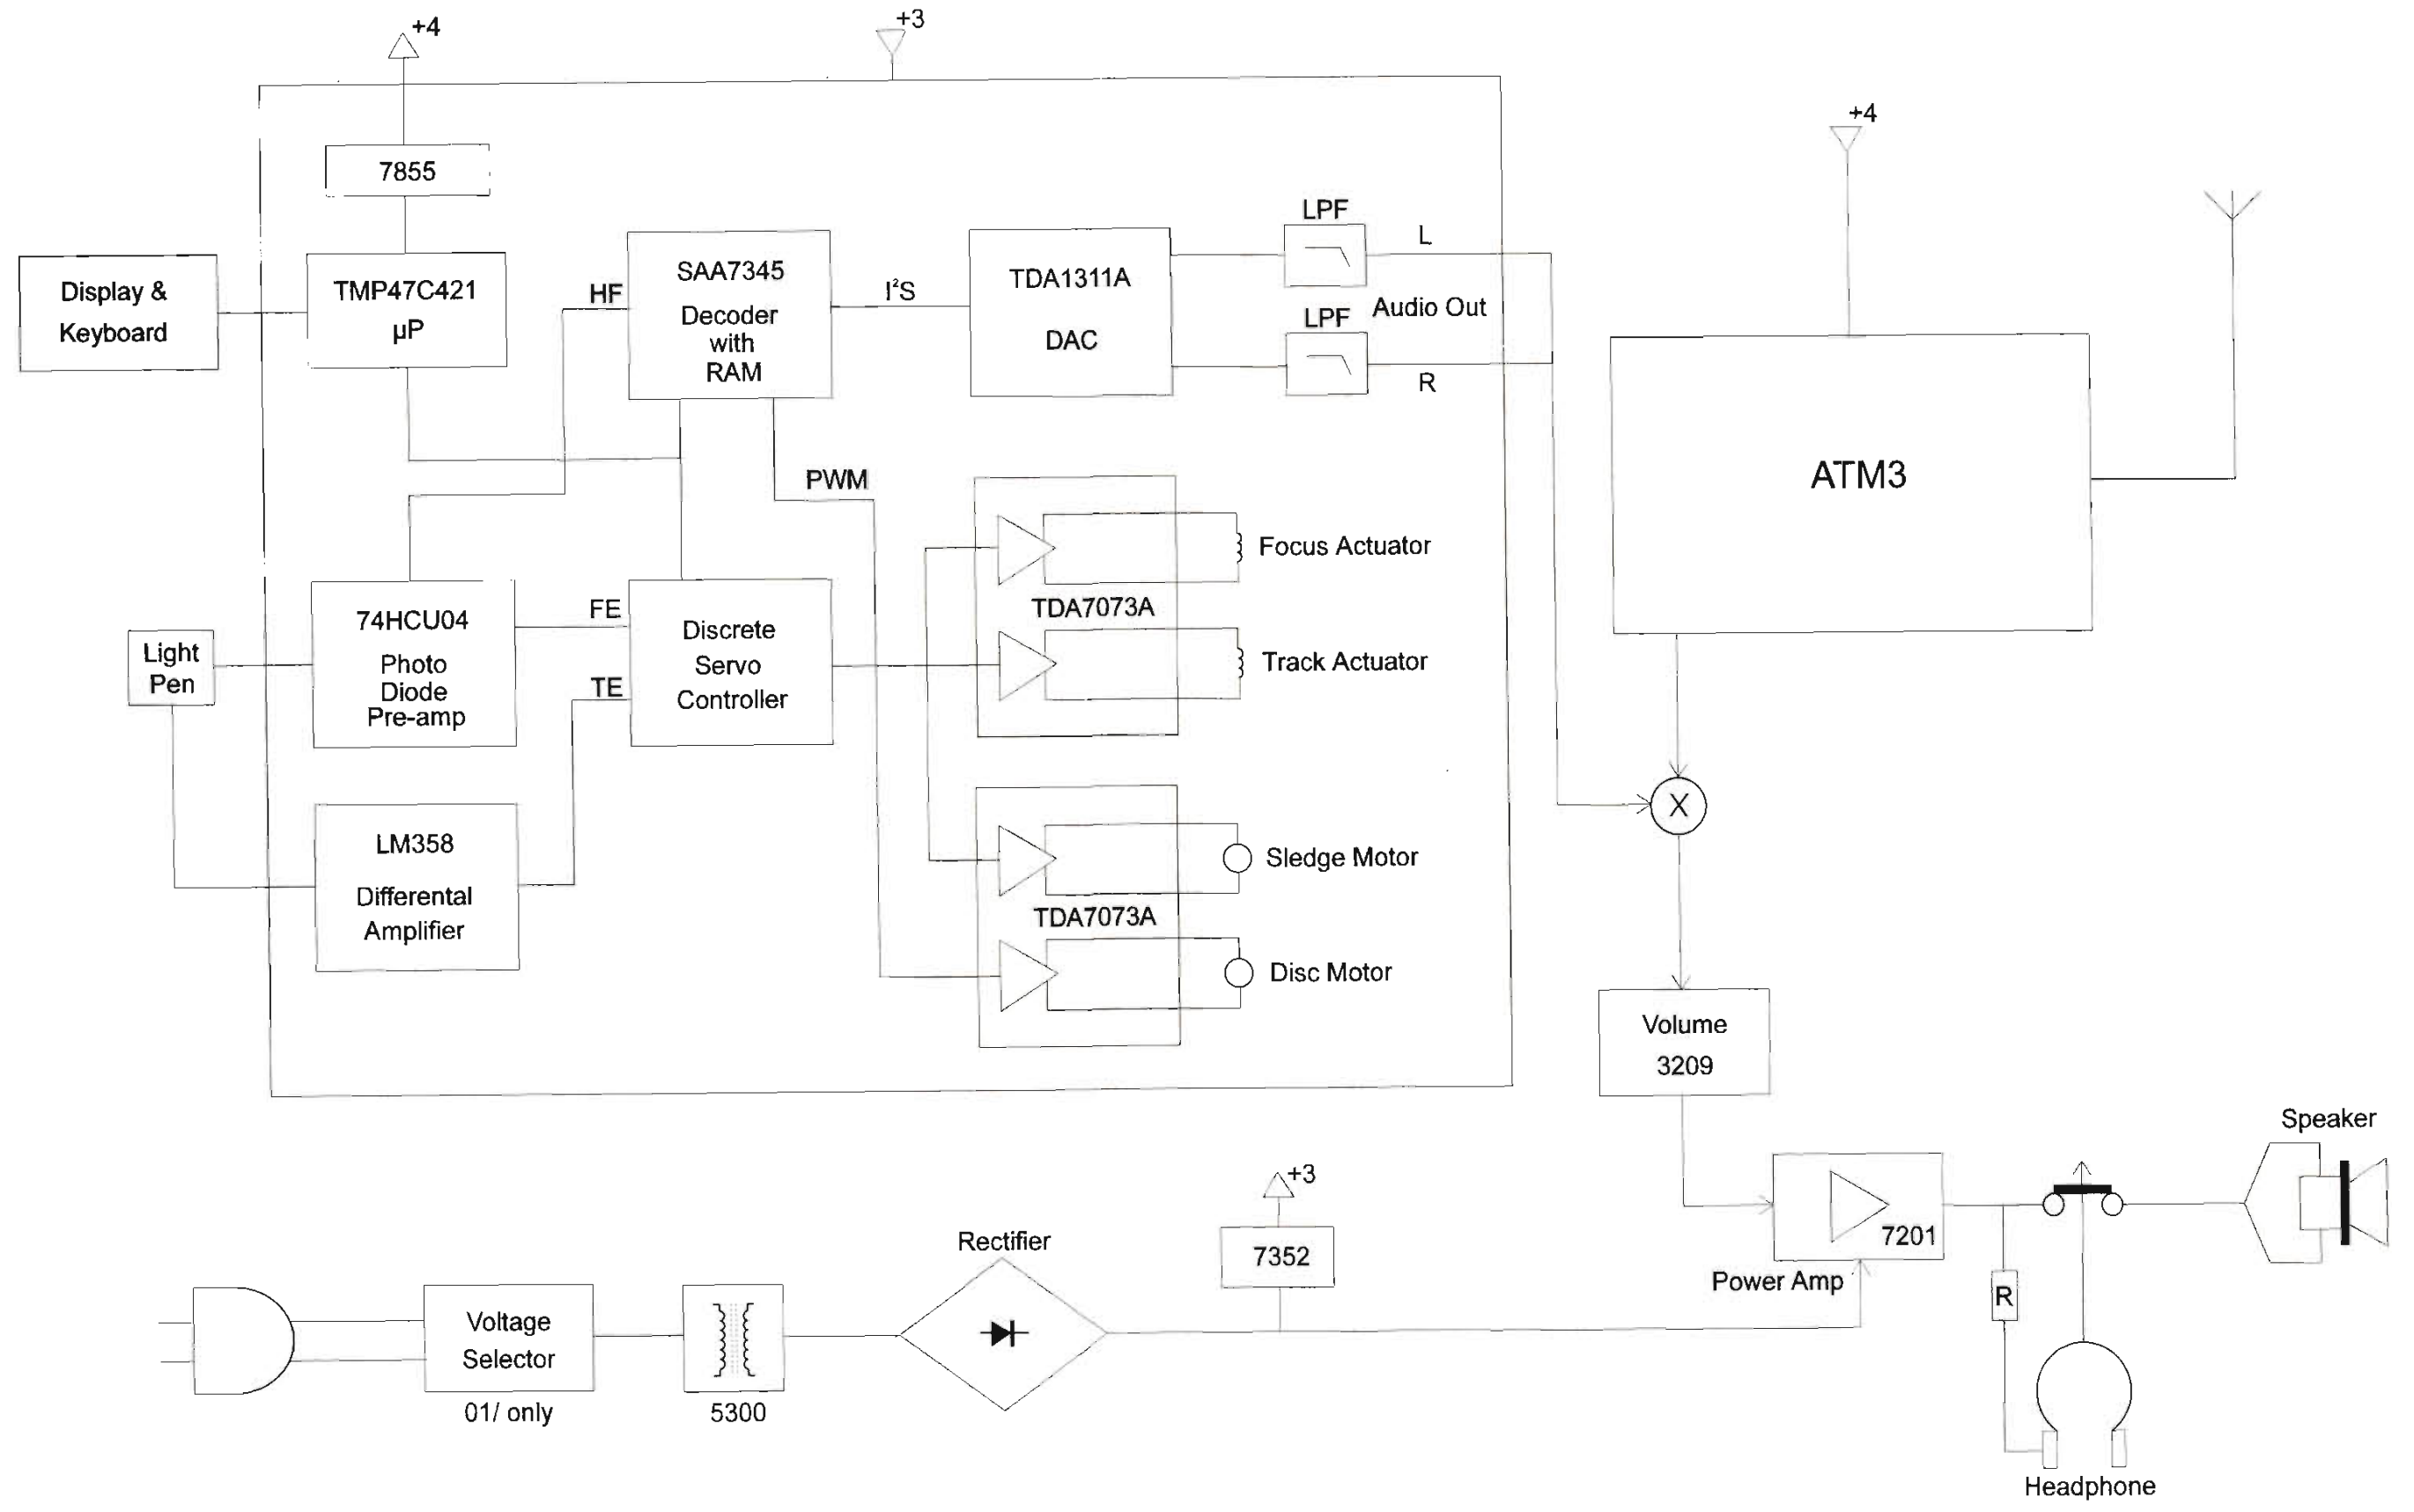 +4
+3
+4
7855
Display &
Keyboard
TMP47C421
µP
HF
SAA7345
Decoder
with
RAM
I²S
TDA1311A
DAC
LPF
L
LPF
Audio Out
R
ATM3
PWM
Focus Actuator
TDA7073A
Track Actuator
Light
Pen
74HCU04
Photo
Diode
Pre-amp
FE
TE
Discrete
Servo
Controller
LM358
Differental
Amplifier
Sledge Motor
TDA7073A
Disc Motor
X
Volume
3209
Speaker
7201
Power Amp
R
Headphone
+3
7352
Rectifier
Voltage
Selector
01/ only
5300